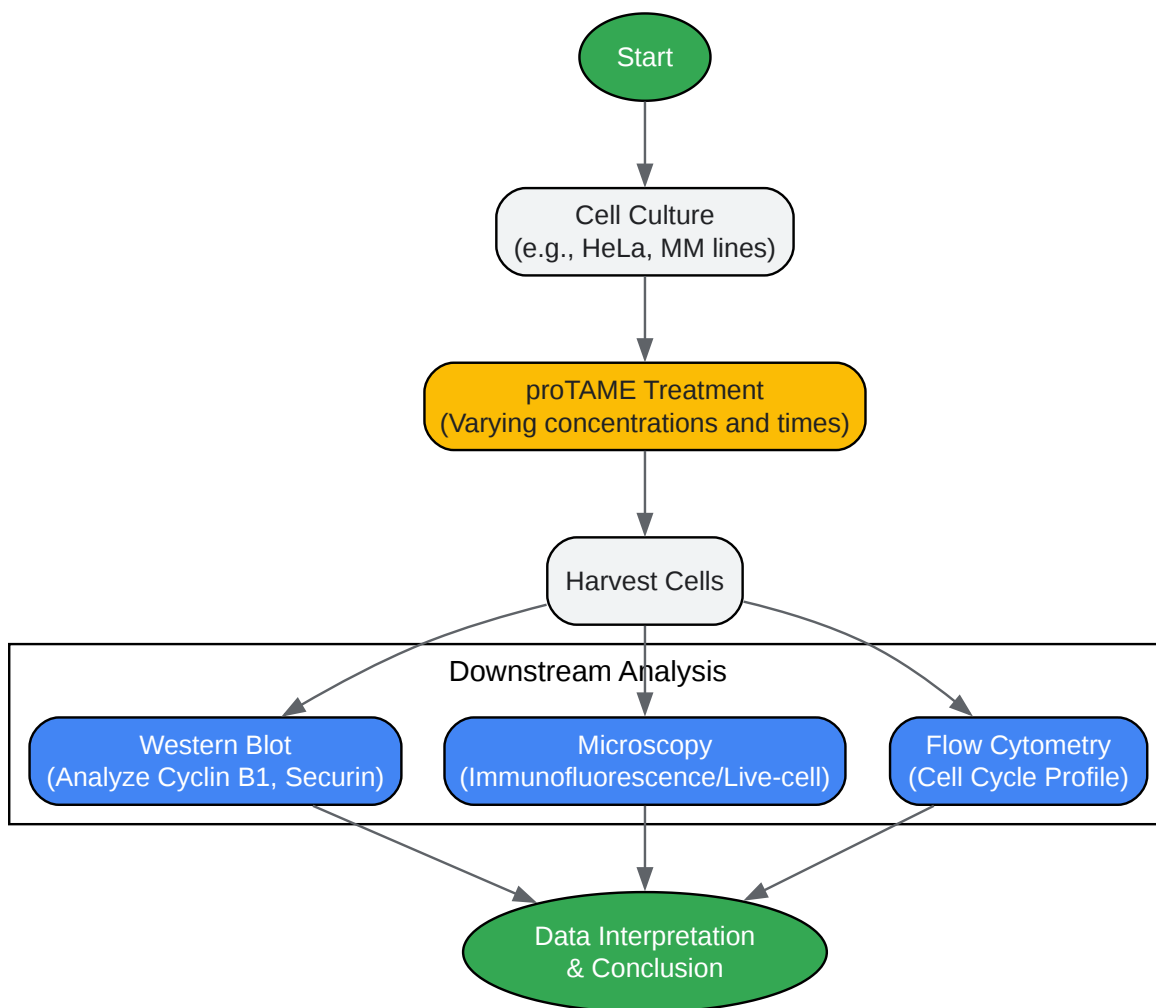 Start
Cell Culture
(e.g., HeLa, MM lines)
proTAME Treatment
(Varying concentrations and times)
Harvest Cells
Downstream Analysis
Western Blot
(Analyze Cyclin B1, Securin)
Microscopy
(Immunofluorescence/Live-cell)
Flow Cytometry
(Cell Cycle Profile)
Data Interpretation
& Conclusion